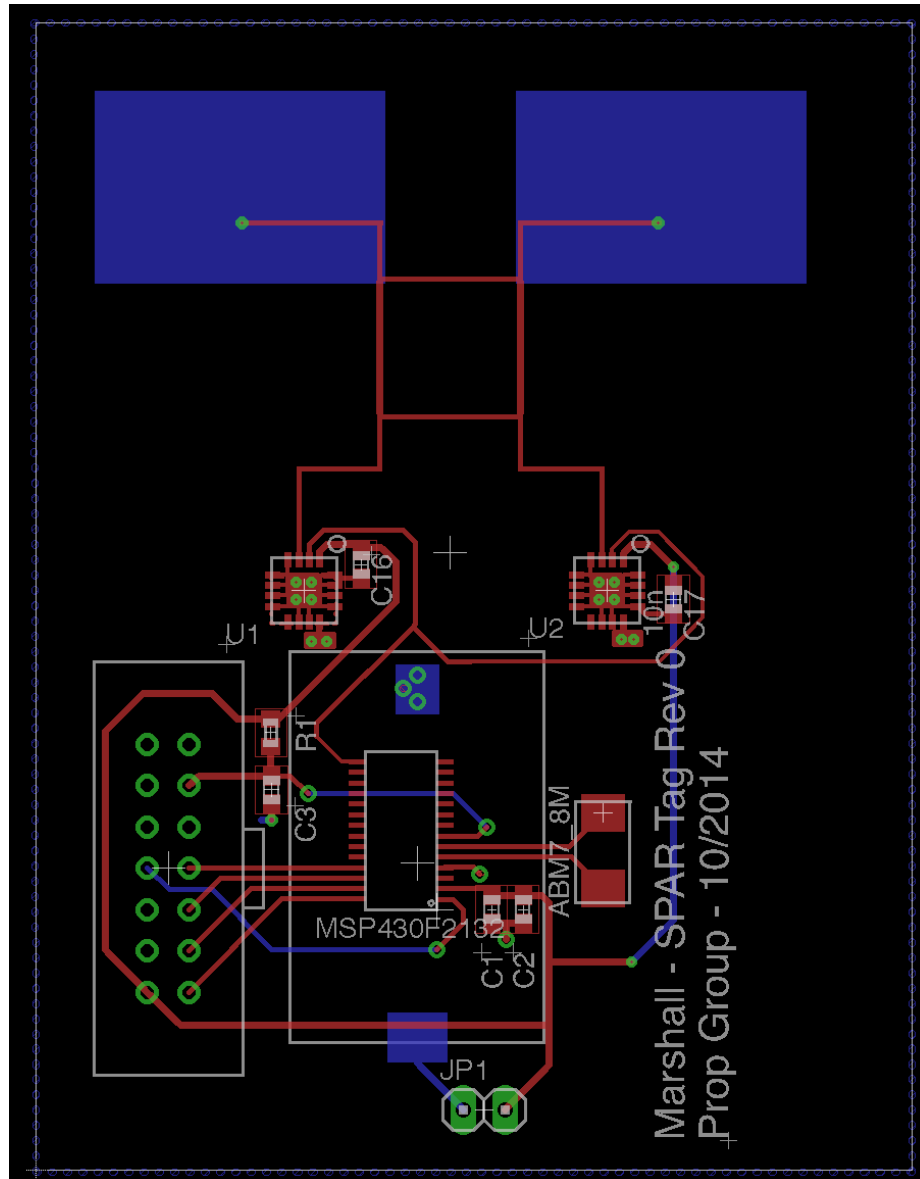 C16
10n
C17
U1
U2
R1
C3
ABM7_8M
MSP430F2132
C1
C2
JP1
Marshall - SPAR Tag Rev 0
Prop Group - 10/2014